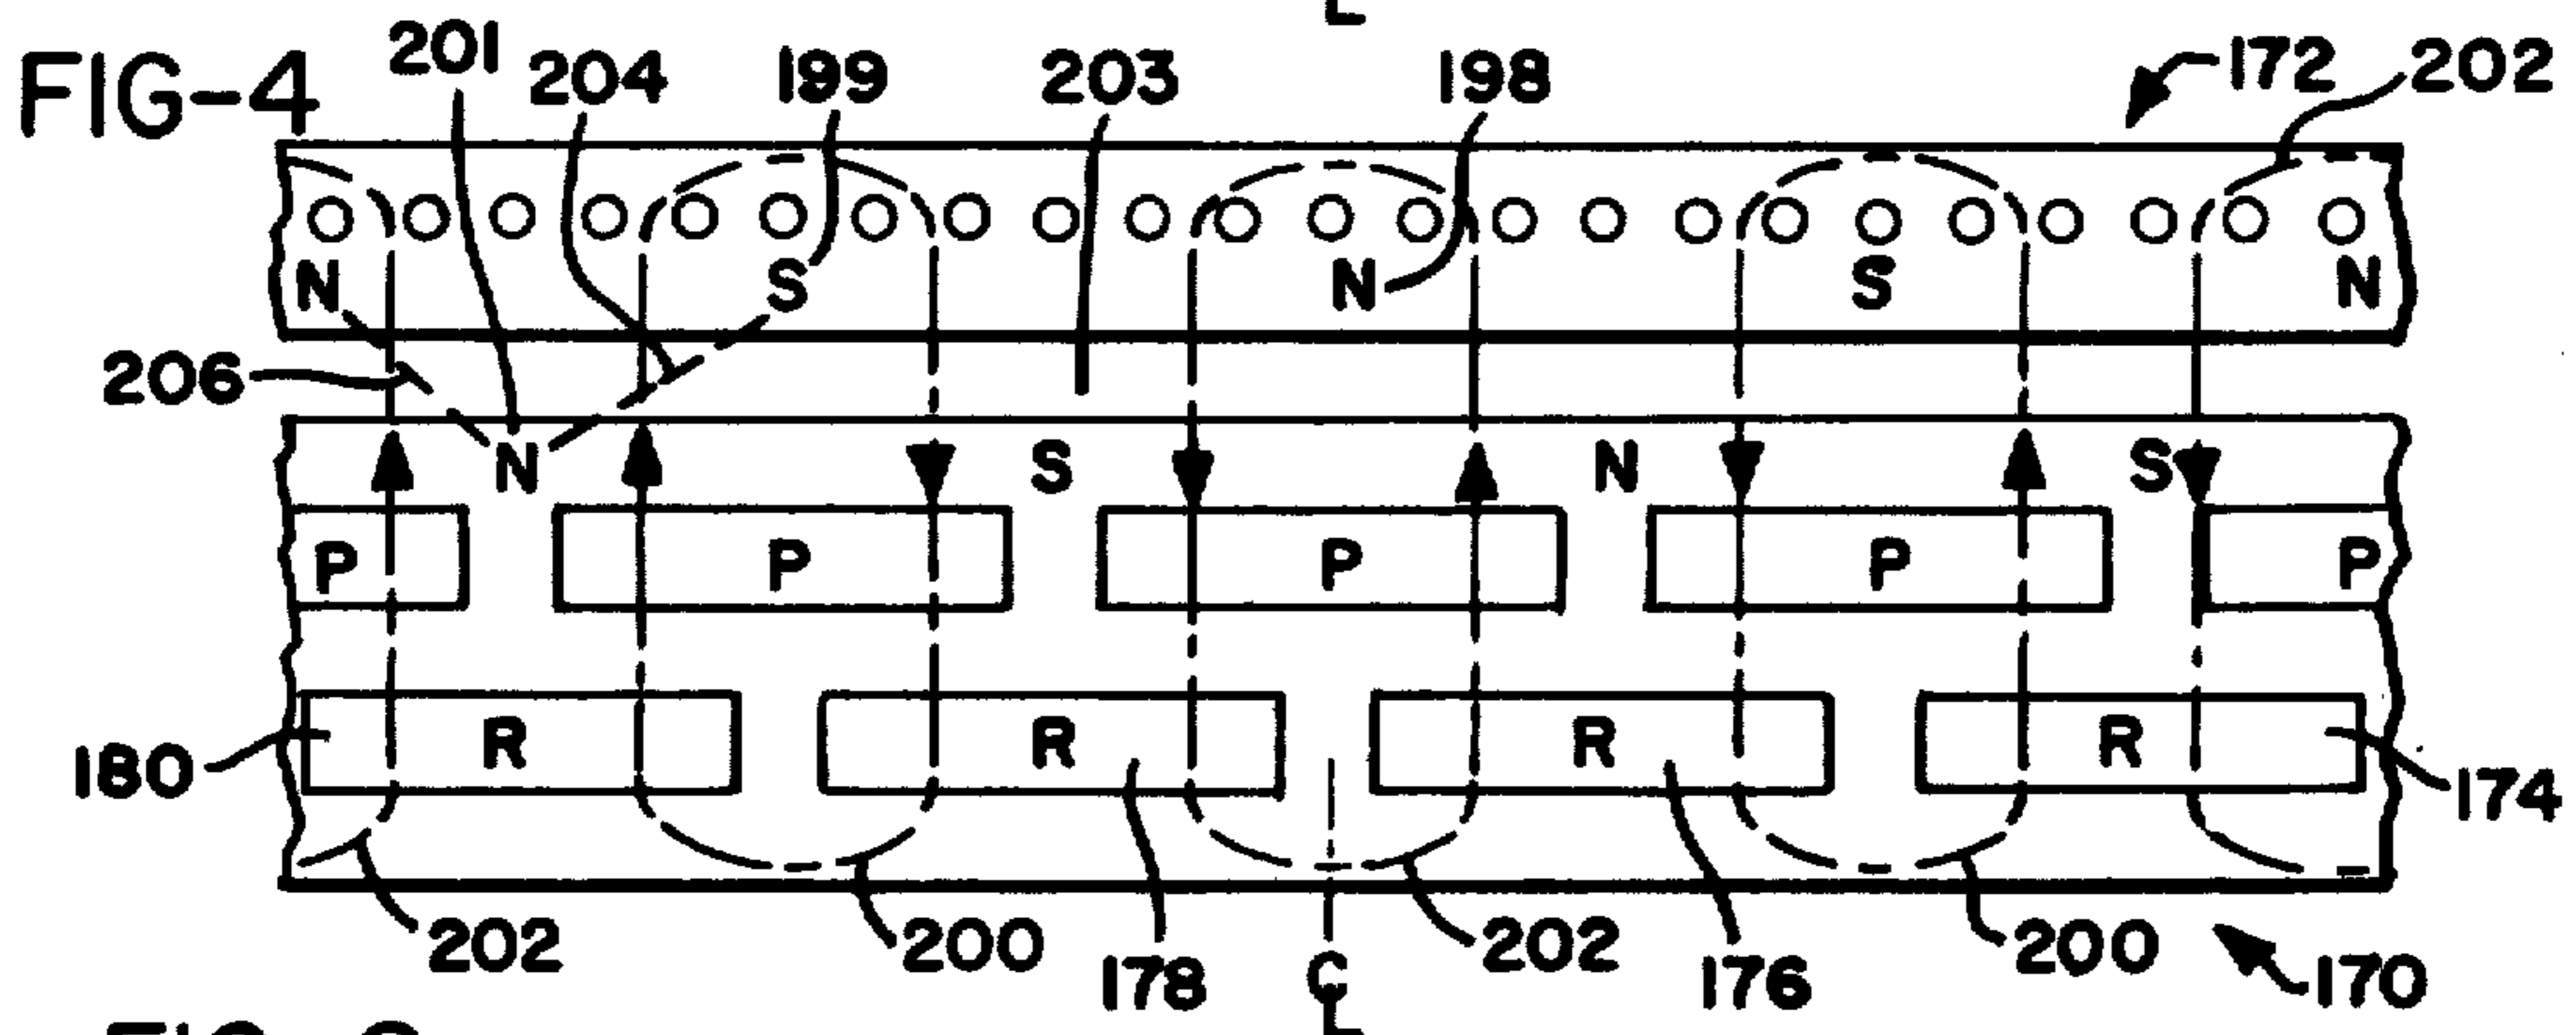 L
FIG-4 201 204 199 203 198 172 202
N S N S N
206
N S N S
P P P P P
180 R R R R 174
202 200 178 C L 202 176 200 170